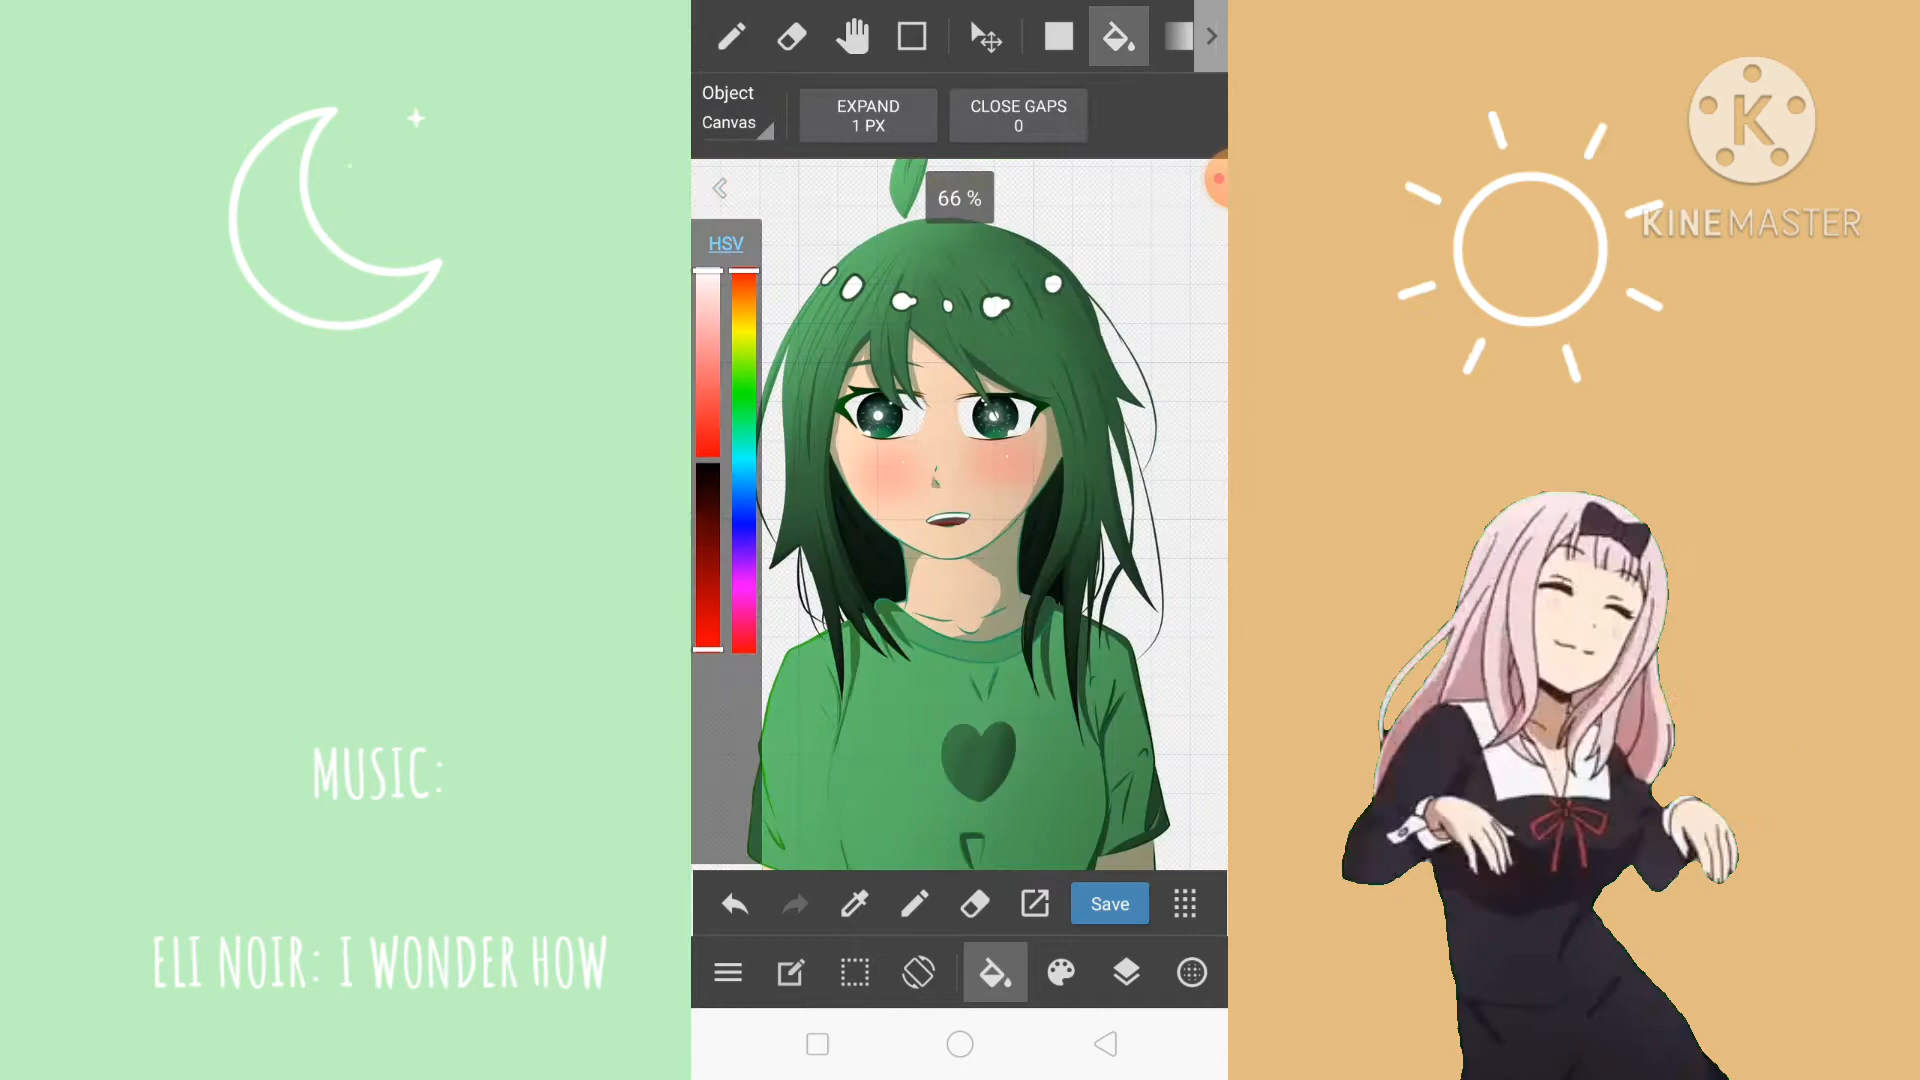 Object
Canvas
EXPAND
1 PX
CLOSE GAPS
0
66 %
HSV
K
KINEMASTER
MUSIC:
ELI NOIR: I WONDER HOW
Save